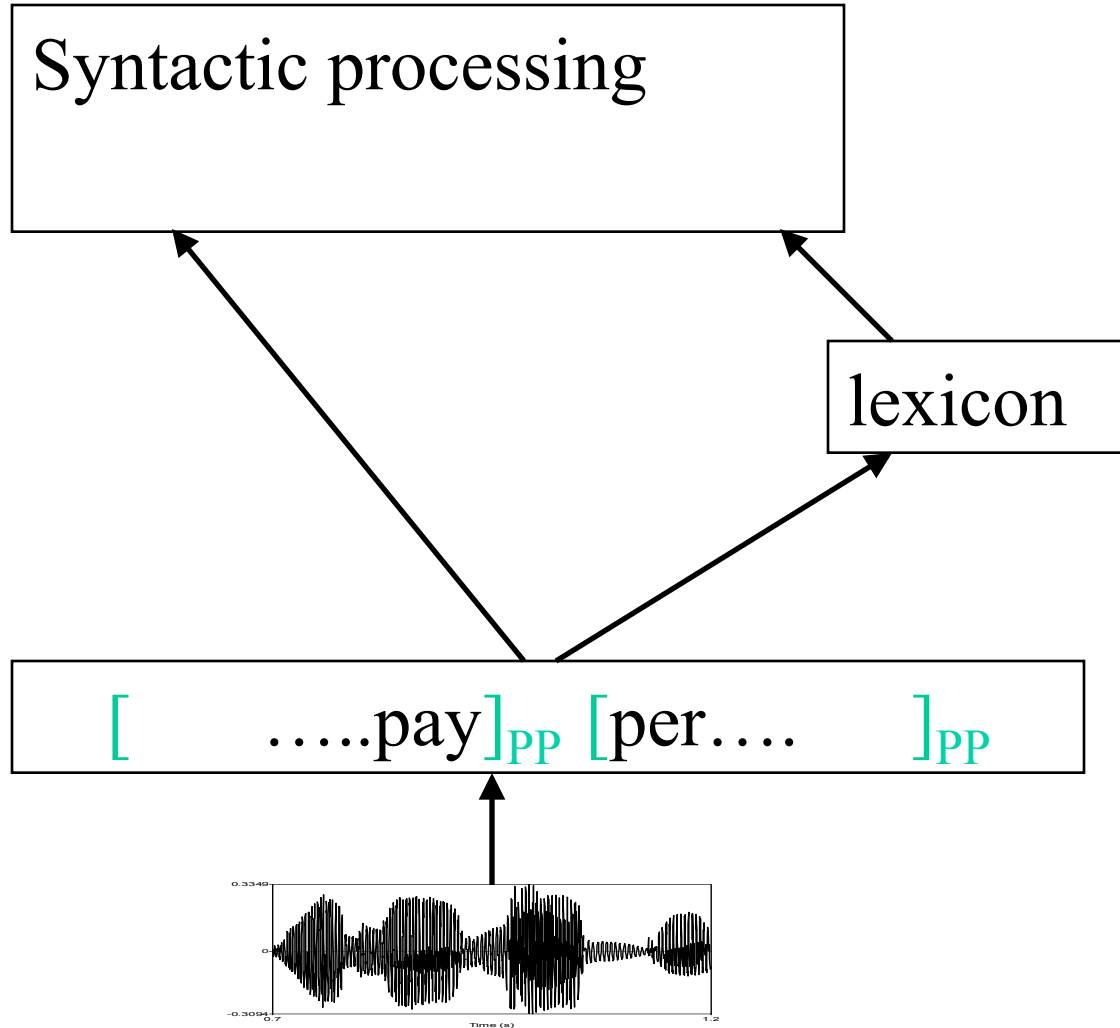 Syntactic processing
lexicon
[ …..pay]PP [per…. ]PP
0.3349
0
-0.3094
0.7 1.2
Time (s)